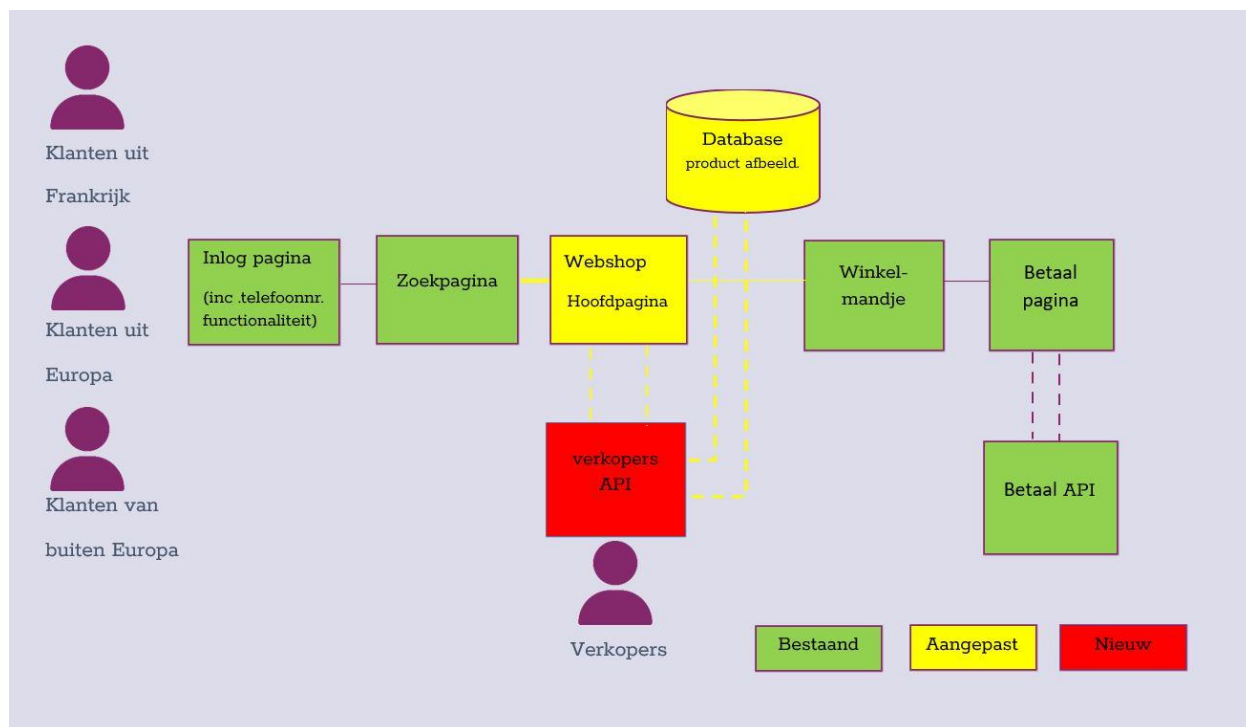 Klanten uit
Frankrijk
Klanten uit
Europa
Klanten van
buiten Europa
Inlog pagina
(inc .telefoonnr.
functionaliteit)
Zoekpagina
Webshop
Hoofdpagina
Database
product afbeeld.
Winkel-
mandje
Betaal
pagina
verkopers
API
Betaal API
Verkopers
Bestaand
Aangepast
Nieuw